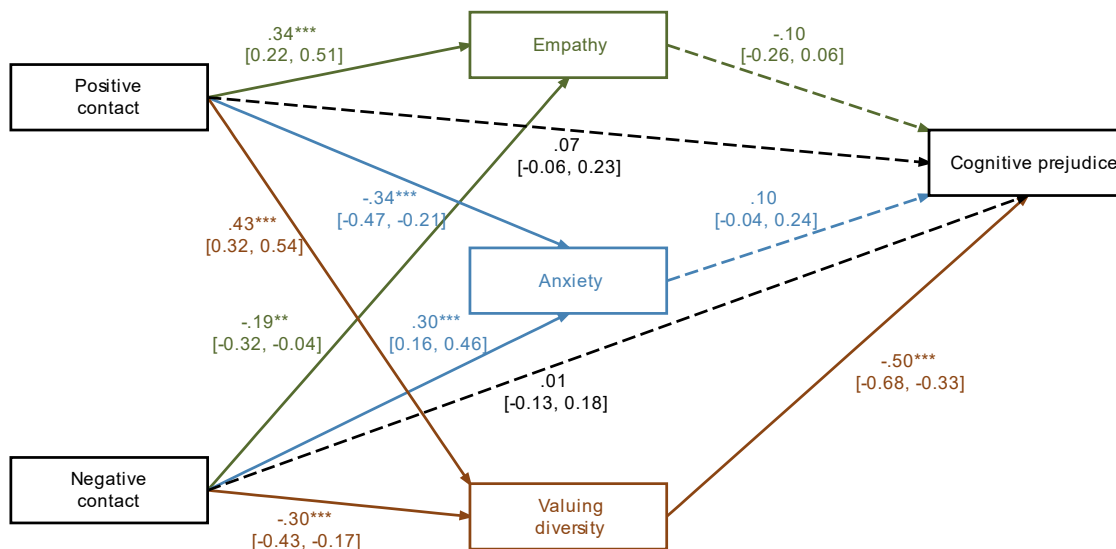 .34***
[0.22, 0.51]
Empathy
-.10
[-0.26, 0.06]
Positive
contact
.07
[-0.06, 0.23]
Cognitive prejudice
-.34***
[-0.47, -0.21]
.43***
[0.32, 0.54]
.10
[-0.04, 0.24]
Anxiety
-.19**
[-0.32, -0.04]
.30***
[0.16, 0.46]
.01
[-0.13, 0.18]
-.50***
[-0.68, -0.33]
Negative
contact
Valuing
diversity
-.30***
[-0.43, -0.17]